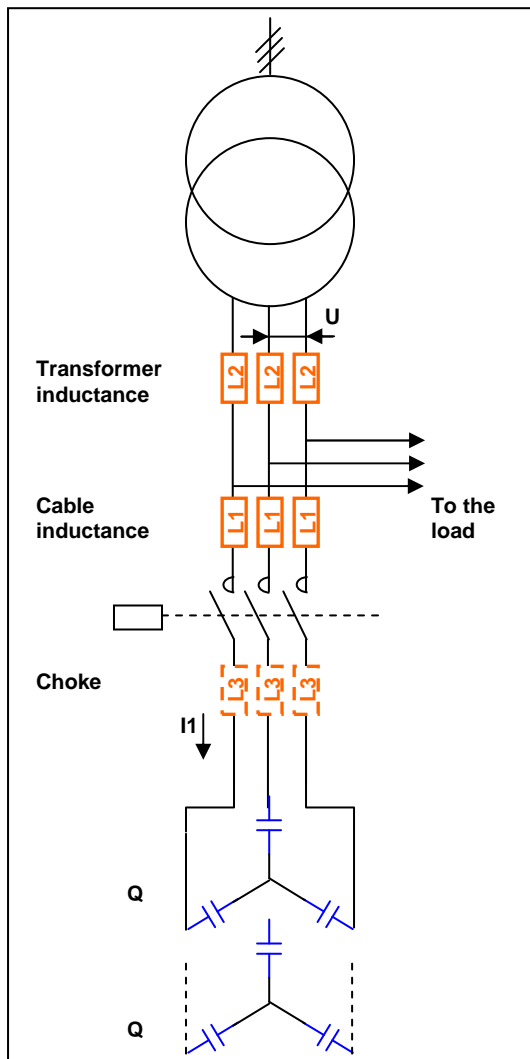 U
Transformer
inductance
L2 L2 L2
To the
load
Cable
inductance
L1 L1 L1
Choke
L3 L3 L3
I1
Q
Q